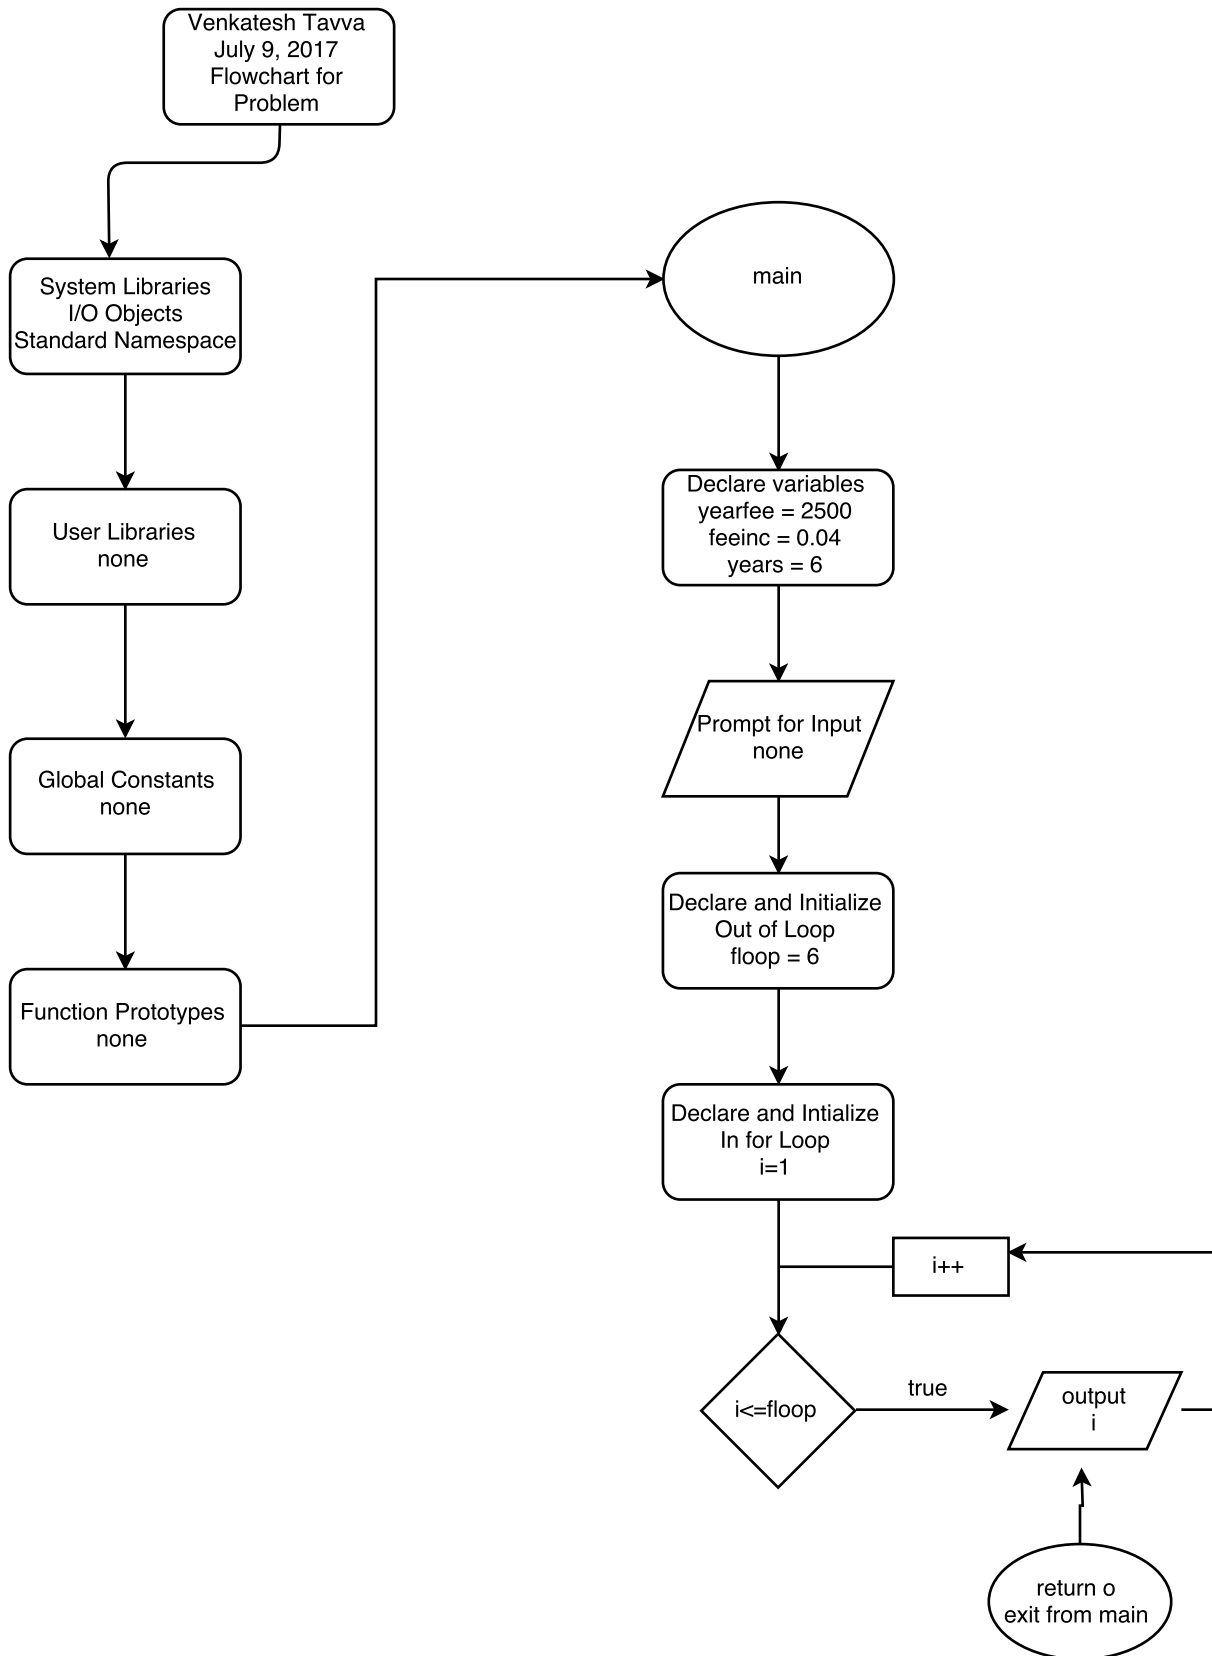 Venkatesh Tavva
July 9, 2017
Flowchart for
Problem
System Libraries
I/O Objects
Standard Namespace
User Libraries
none
Global Constants
none
Function Prototypes
none
main
Declare variables
yearfee = 2500
feeinc = 0.04
years = 6
Prompt for Input
none
Declare and Initialize
Out of Loop
floop = 6
Declare and Intialize
In for Loop
i=1
i++
i<=floop
true
output
i
return o
exit from main